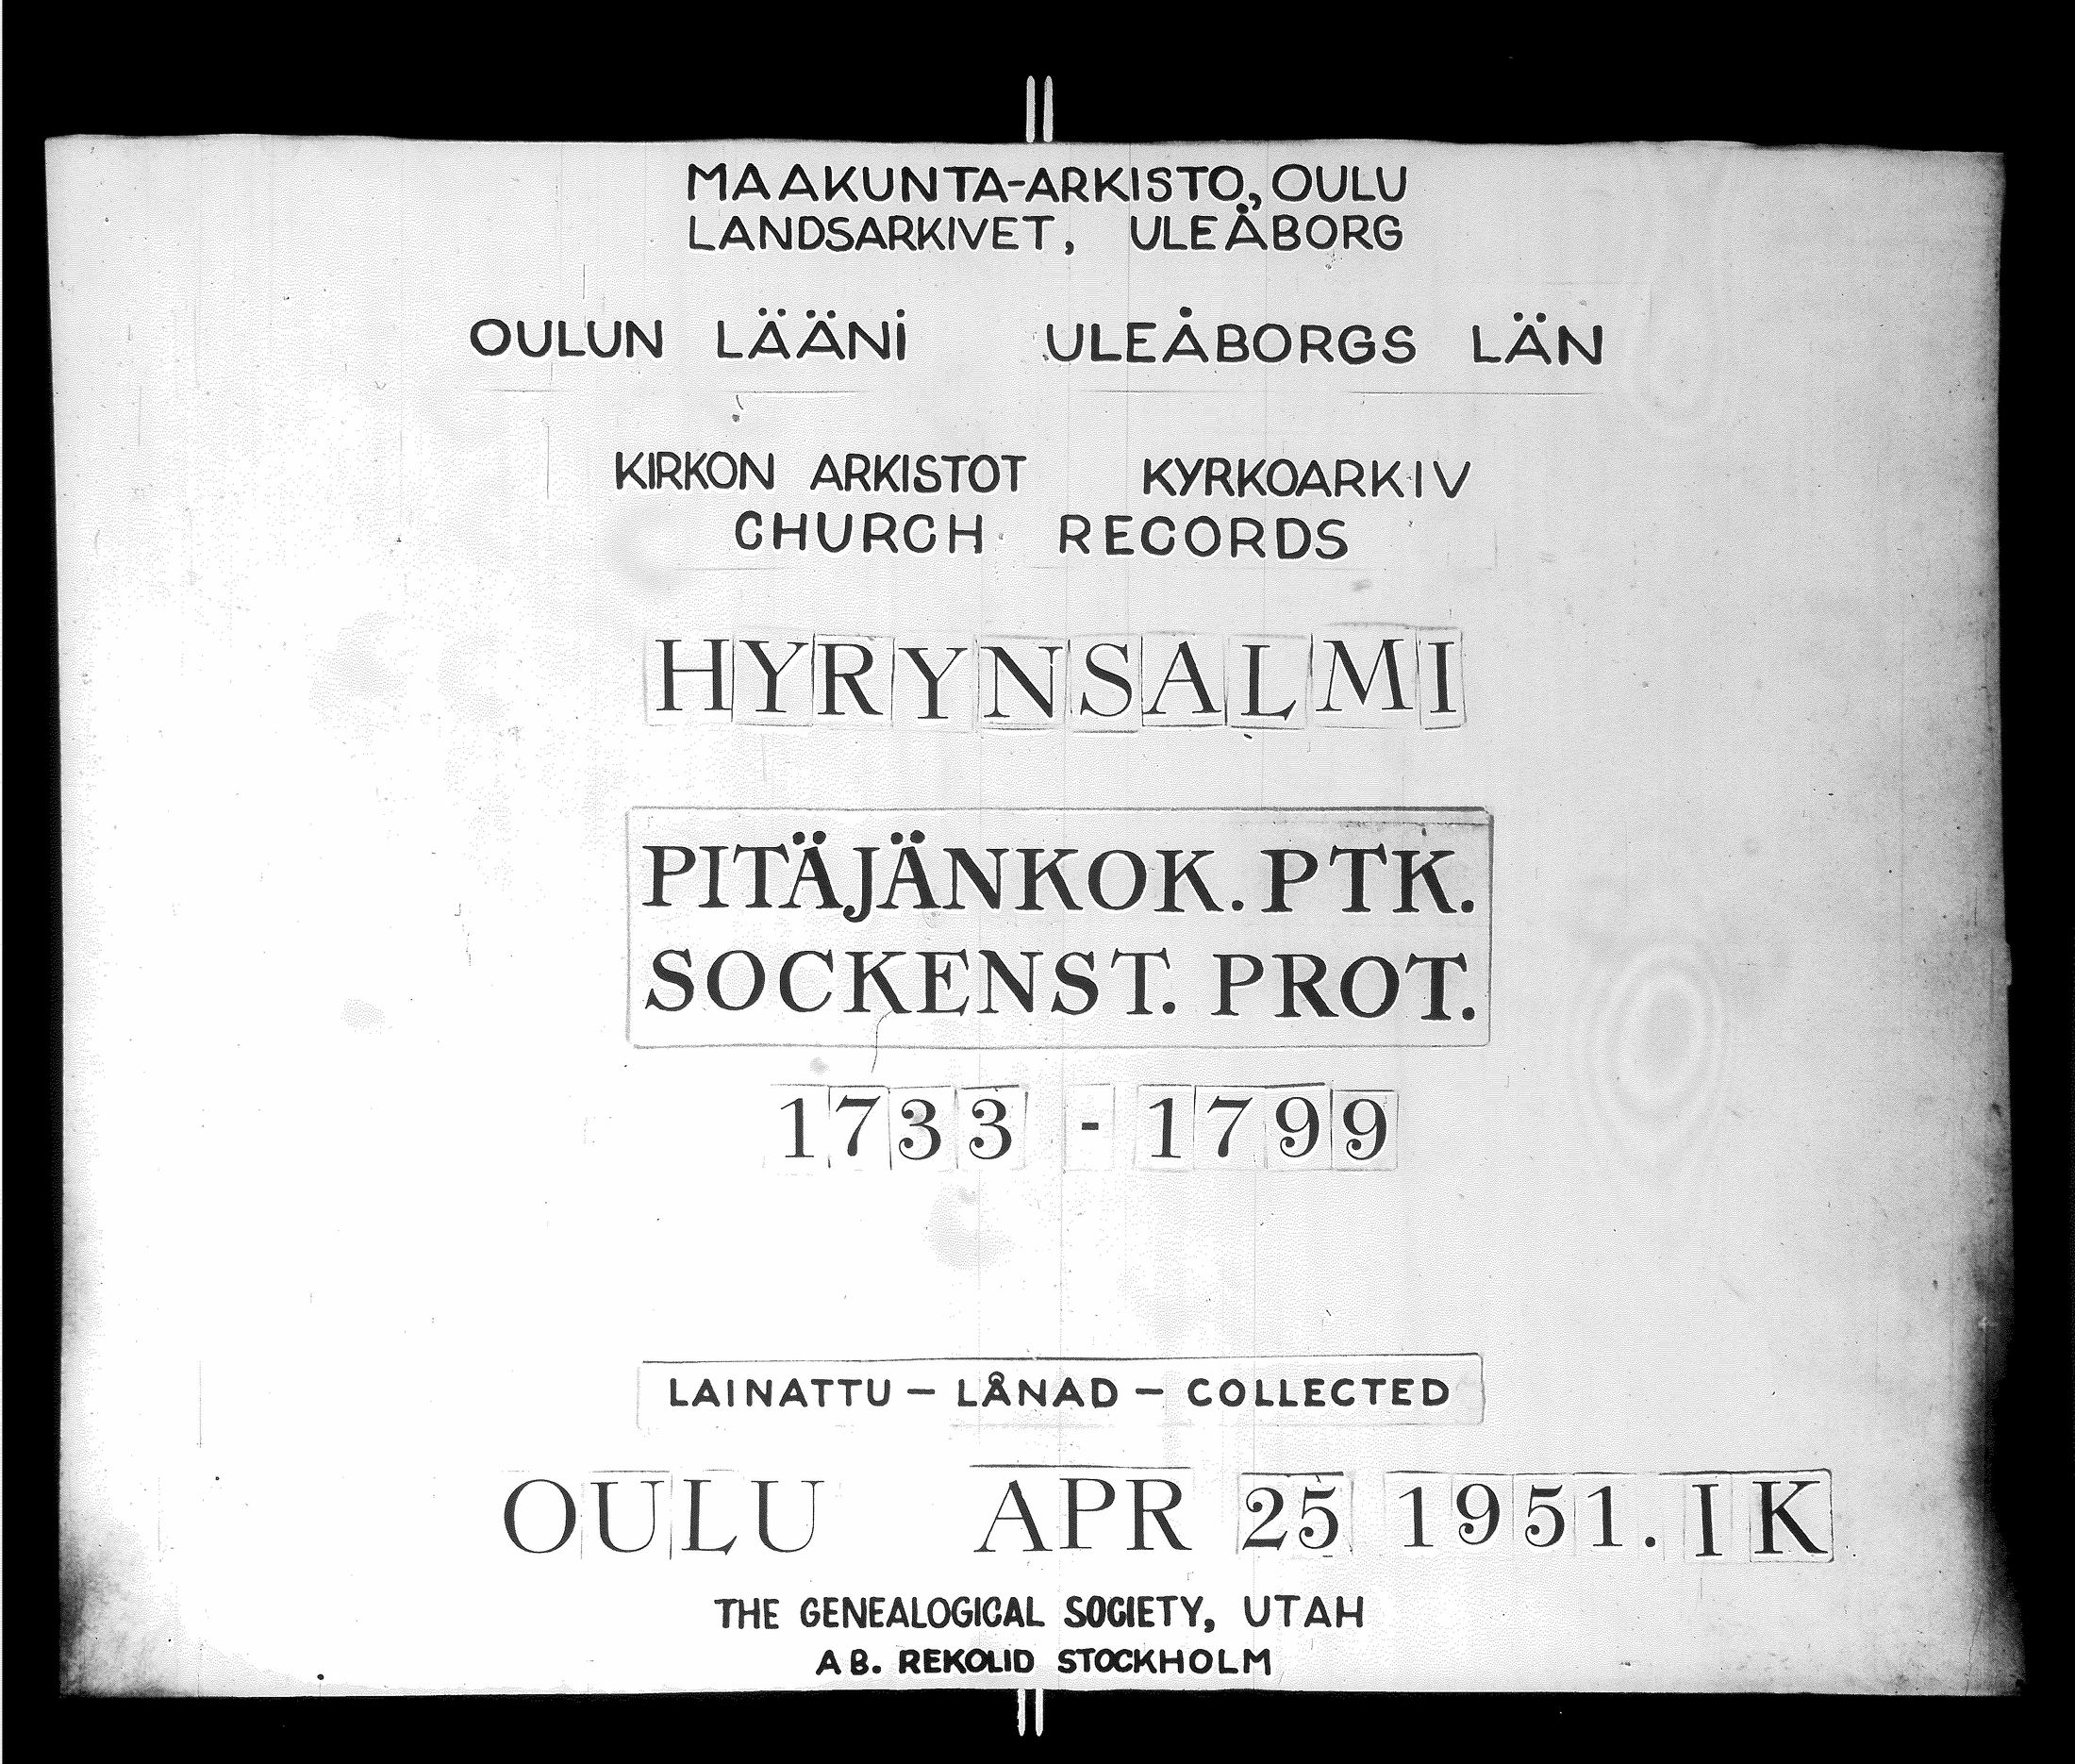 MAAKUNTA-ARKISTO, OULU
LANDSARKIVET, ULEÅBORG
OULUN LÄÄNI ULEÅBORGS LÄN
KIRKON ARKISTOT KYRKOARKIV
CHURCH RECORDS
HYRYNSALMI
PITÄJÄNKOK. PTK.
SOCKENST. PROT.
1733 - 1799
LAINATTU - LÅNAD - COLLECTED
OULU APR 25 1951. IK
THE GENEALOGICAL SOCIETY, UTAH
AB. REKOLID STOCKHOLM